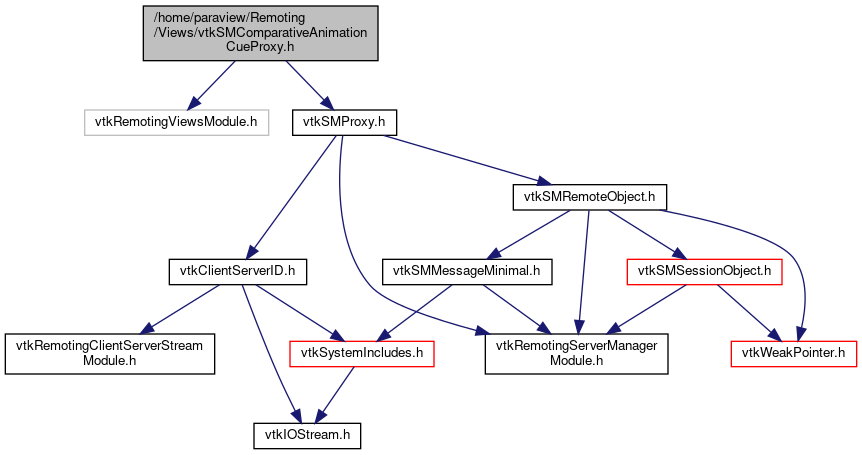 /home/paraview/Remoting
/Views/vtkSMComparativeAnimation
CueProxy.h
vtkRemotingViewsModule.h
vtkSMProxy.h
vtkSMRemoteObject.h
vtkClientServerID.h
vtkSMMessageMinimal.h
vtkSMSessionObject.h
vtkRemotingClientServerStream
Module.h
vtkSystemIncludes.h
vtkRemotingServerManager
Module.h
vtkWeakPointer.h
vtkIOStream.h